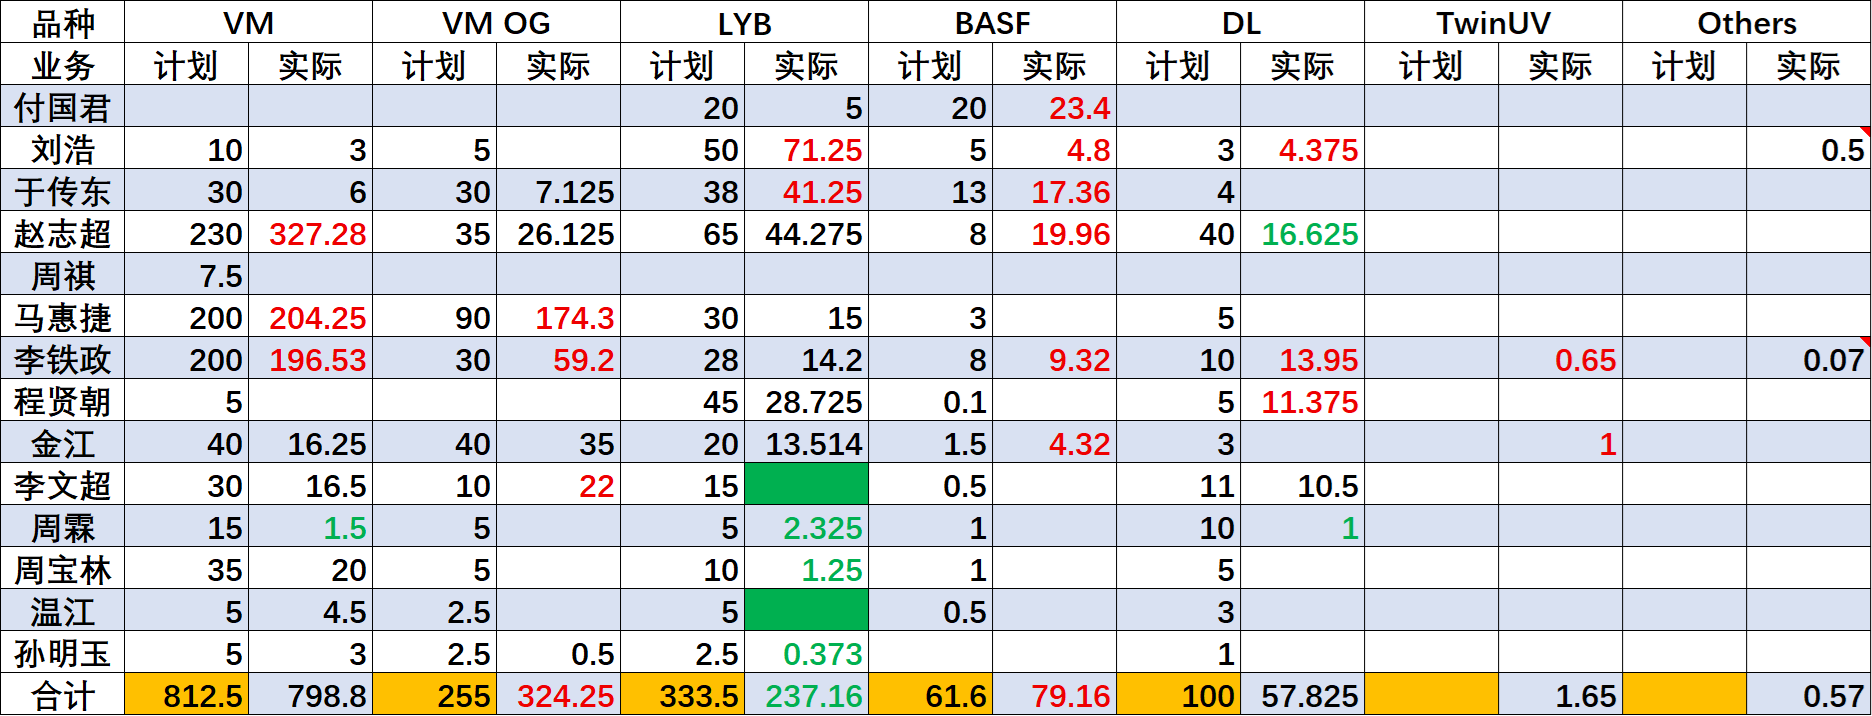 品种 VM VM OG LYB BASF DL TwinUV Others
业务 计划 实际 计划 实际 计划 实际 计划 实际 计划 实际 计划 实际 计划 实际
付国君 20 5 20 23.4
刘浩 10 3 5 50 71.25 5 4.8 3 4.375 0.5
于传东 30 6 30 7.125 38 41.25 13 17.36 4
赵志超 230 327.28 35 26.125 65 44.275 8 19.96 40 16.625
周祺 7.5
马惠捷 200 204.25 90 174.3 30 15 3 5
李铁政 200 196.53 30 59.2 28 14.2 8 9.32 10 13.95 0.65 0.07
程贤朝 5 45 28.725 0.1 5 11.375
金江 40 16.25 40 35 20 13.514 1.5 4.32 3 1
李文超 30 16.5 10 22 15 0.5 11 10.5
周霖 15 1.5 5 5 2.325 1 10 1
周宝林 35 20 5 10 1.25 1 5
温江 5 4.5 2.5 5 0.5 3
孙明玉 5 3 2.5 0.5 2.5 0.373 1
合计 812.5 798.8 255 324.25 333.5 237.16 61.6 79.16 100 57.825 1.65 0.57